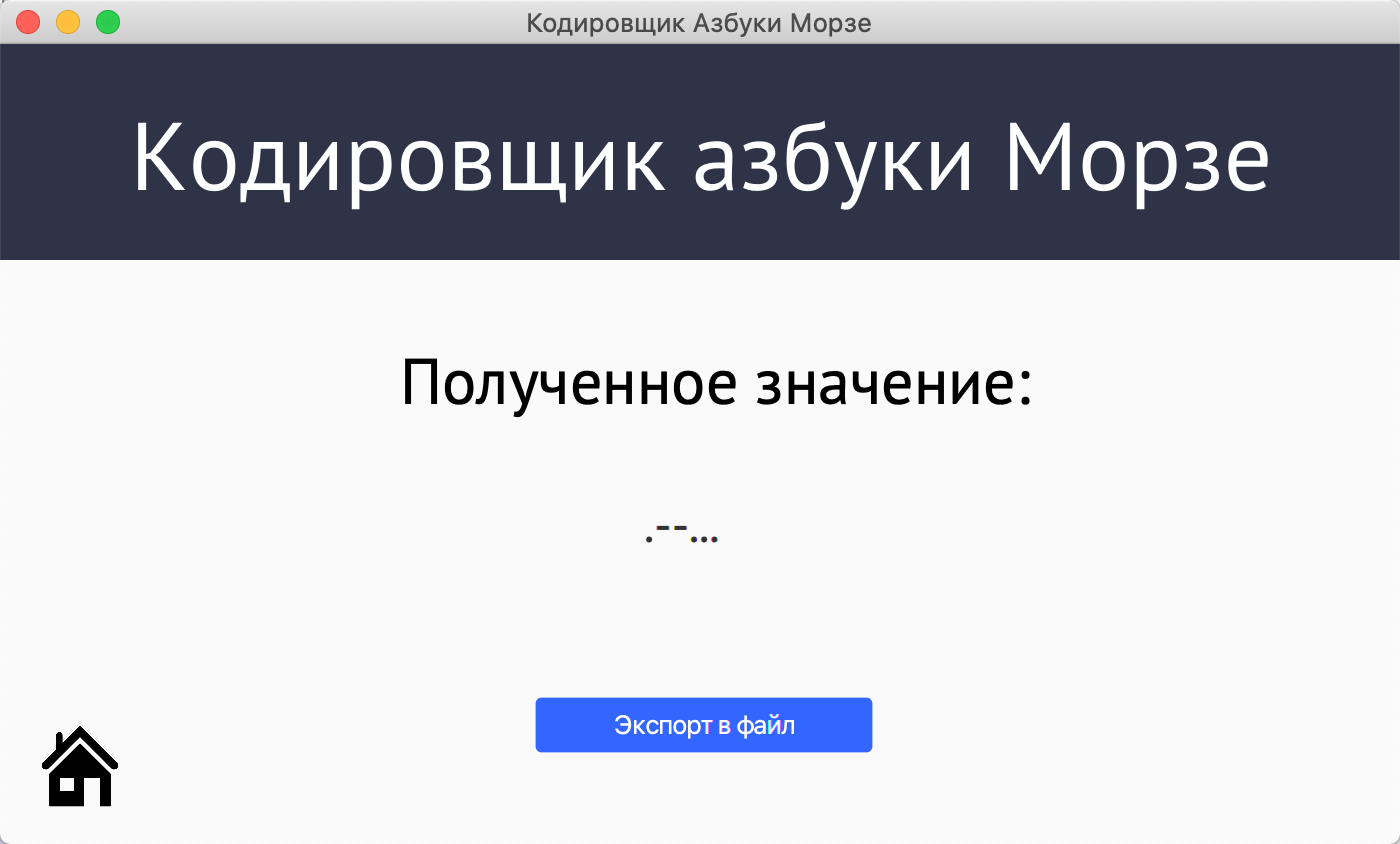 Кодировщик Азбуки Морзе
Кодировщик азбуки Морзе
Полученное значение:
.--...
Экспорт в файл